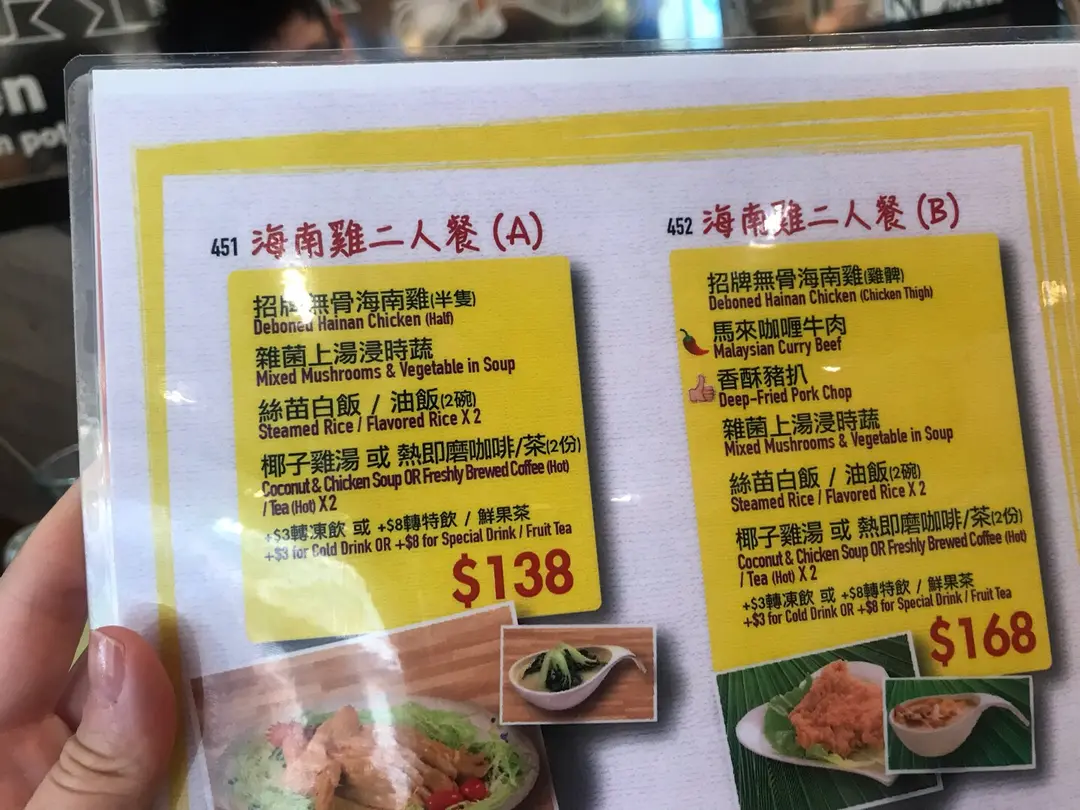 en
n pot
451 海南雞二人餐 (A)
招牌無骨海南雞(半隻)
Deboned Hainan Chicken (Half)
雜菌上湯浸時蔬
Mixed Mushrooms & Vegetable in Soup
絲苗白飯 / 油飯(2碗)
Steamed Rice / Flavored Rice X 2
椰子雞湯 或 熱即磨咖啡/茶(2份)
Coconut & Chicken Soup OR Freshly Brewed Coffee (Hot)
/ Tea (Hot) X 2
+$3轉凍飲 或 +$8轉特飲 / 鮮果茶
+$3 for Cold Drink OR +$8 for Special Drink / Fruit Tea
$138
452 海南雞二人餐 (B)
招牌無骨海南雞(雞髀)
Deboned Hainan Chicken (Chicken Thigh)
馬來咖喱牛肉
Malaysian Curry Beef
香酥豬扒
Deep-Fried Pork Chop
雜菌上湯浸時蔬
Mixed Mushrooms & Vegetable in Soup
絲苗白飯 / 油飯(2碗)
Steamed Rice / Flavored Rice X 2
椰子雞湯 或 熱即磨咖啡/茶(2份)
Coconut & Chicken Soup OR Freshly Brewed Coffee (Hot)
/ Tea (Hot) X 2
+$3轉凍飲 或 +$8轉特飲 / 鮮果茶
+$3 for Cold Drink OR +$8 for Special Drink / Fruit Tea
$168